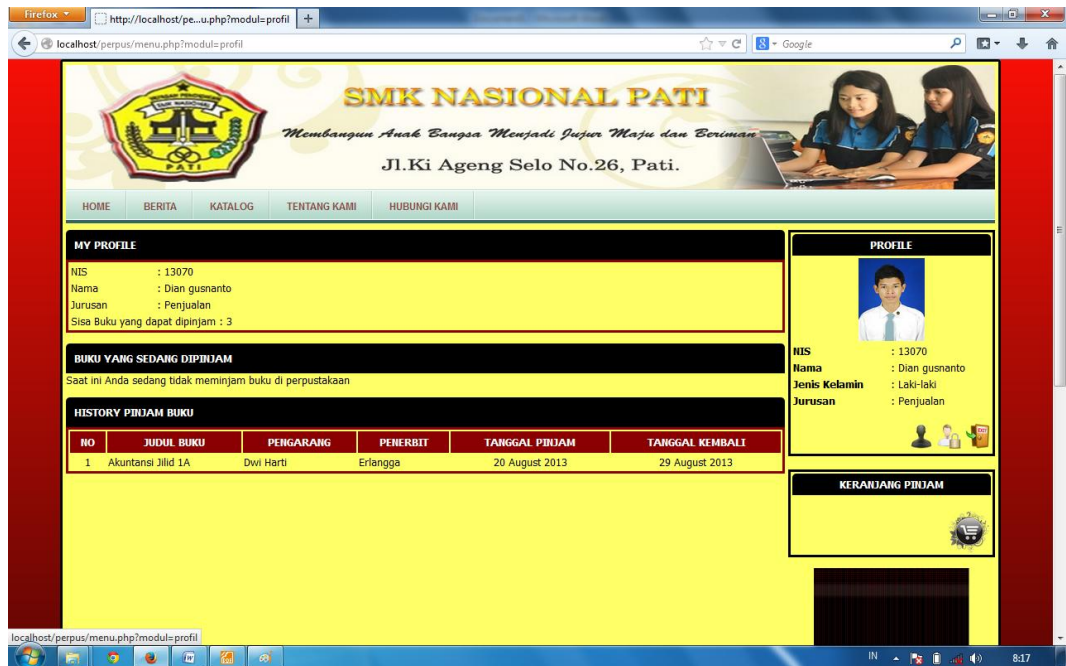 Firefox
http://localhost/pe...u.php?modul=profil +
localhost/perpus/menu.php?modul=profil
8 Google
SMK NASIONAL
PATI
SMK NASIONAL PATI
Membangun Anak Bangsa Menjadi Jujur Maju dan Beriman
Jl.Ki Ageng Selo No.26, Pati.
HOME BERITA KATALOG TENTANG KAMI HUBUNGI KAMI
MY PROFILE
NIS : 13070
Nama : Dian gusnanto
Jurusan : Penjualan
Sisa Buku yang dapat dipinjam : 3
BUKU YANG SEDANG DIPINJAM
Saat ini Anda sedang tidak meminjam buku di perpustakaan
HISTORY PINJAM BUKU
NO JUDUL BUKU PENGARANG PENERBIT TANGGAL PINJAM TANGGAL KEMBALI
1 Akuntansi Jilid 1A Dwi Harti Erlangga 20 August 2013 29 August 2013
PROFILE
NIS : 13070
Nama : Dian gusnanto
Jenis Kelamin : Laki-laki
Jurusan : Penjualan
EXIT
KERANJANG PINJAM
localhost/perpus/menu.php?modul=profil
IN 8:17